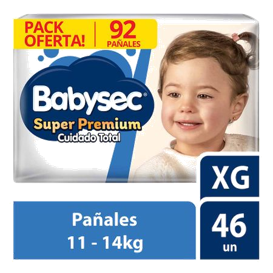 PACK
OFERTA!
92
PAÑALES
Babysec
Super Premium
Cuidado Total
XG
Pañales
11 - 14kg
46
un